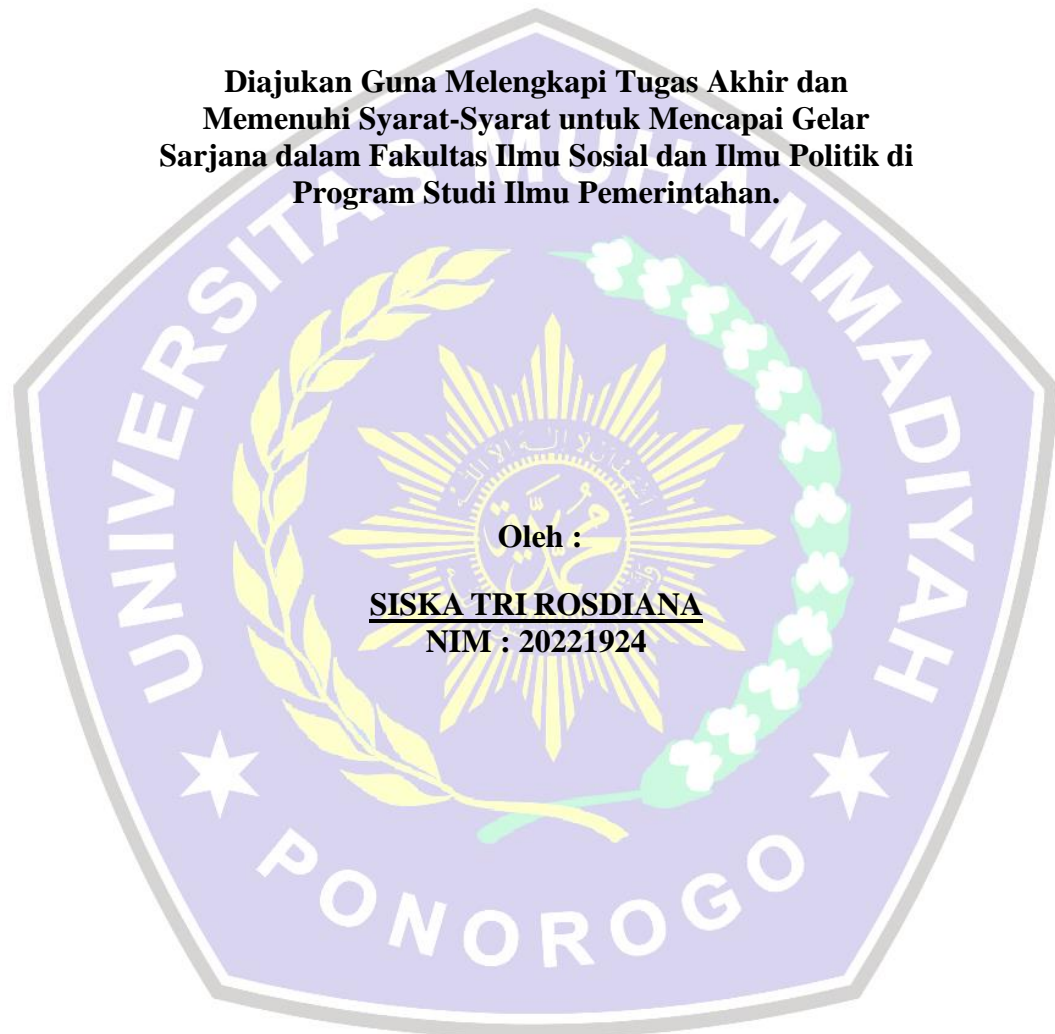 Diajukan Guna Melengkapi Tugas Akhir dan
Memenuhi Syarat-Syarat untuk Mencapai Gelar
Sarjana dalam Fakultas Ilmu Sosial dan Ilmu Politik di
Program Studi Ilmu Pemerintahan.
UNIVERSITAS MUHAMMADIYAH
Oleh :
محمدية
SISKA TRI ROSDIANA
NIM : 20221924
PONOROGO